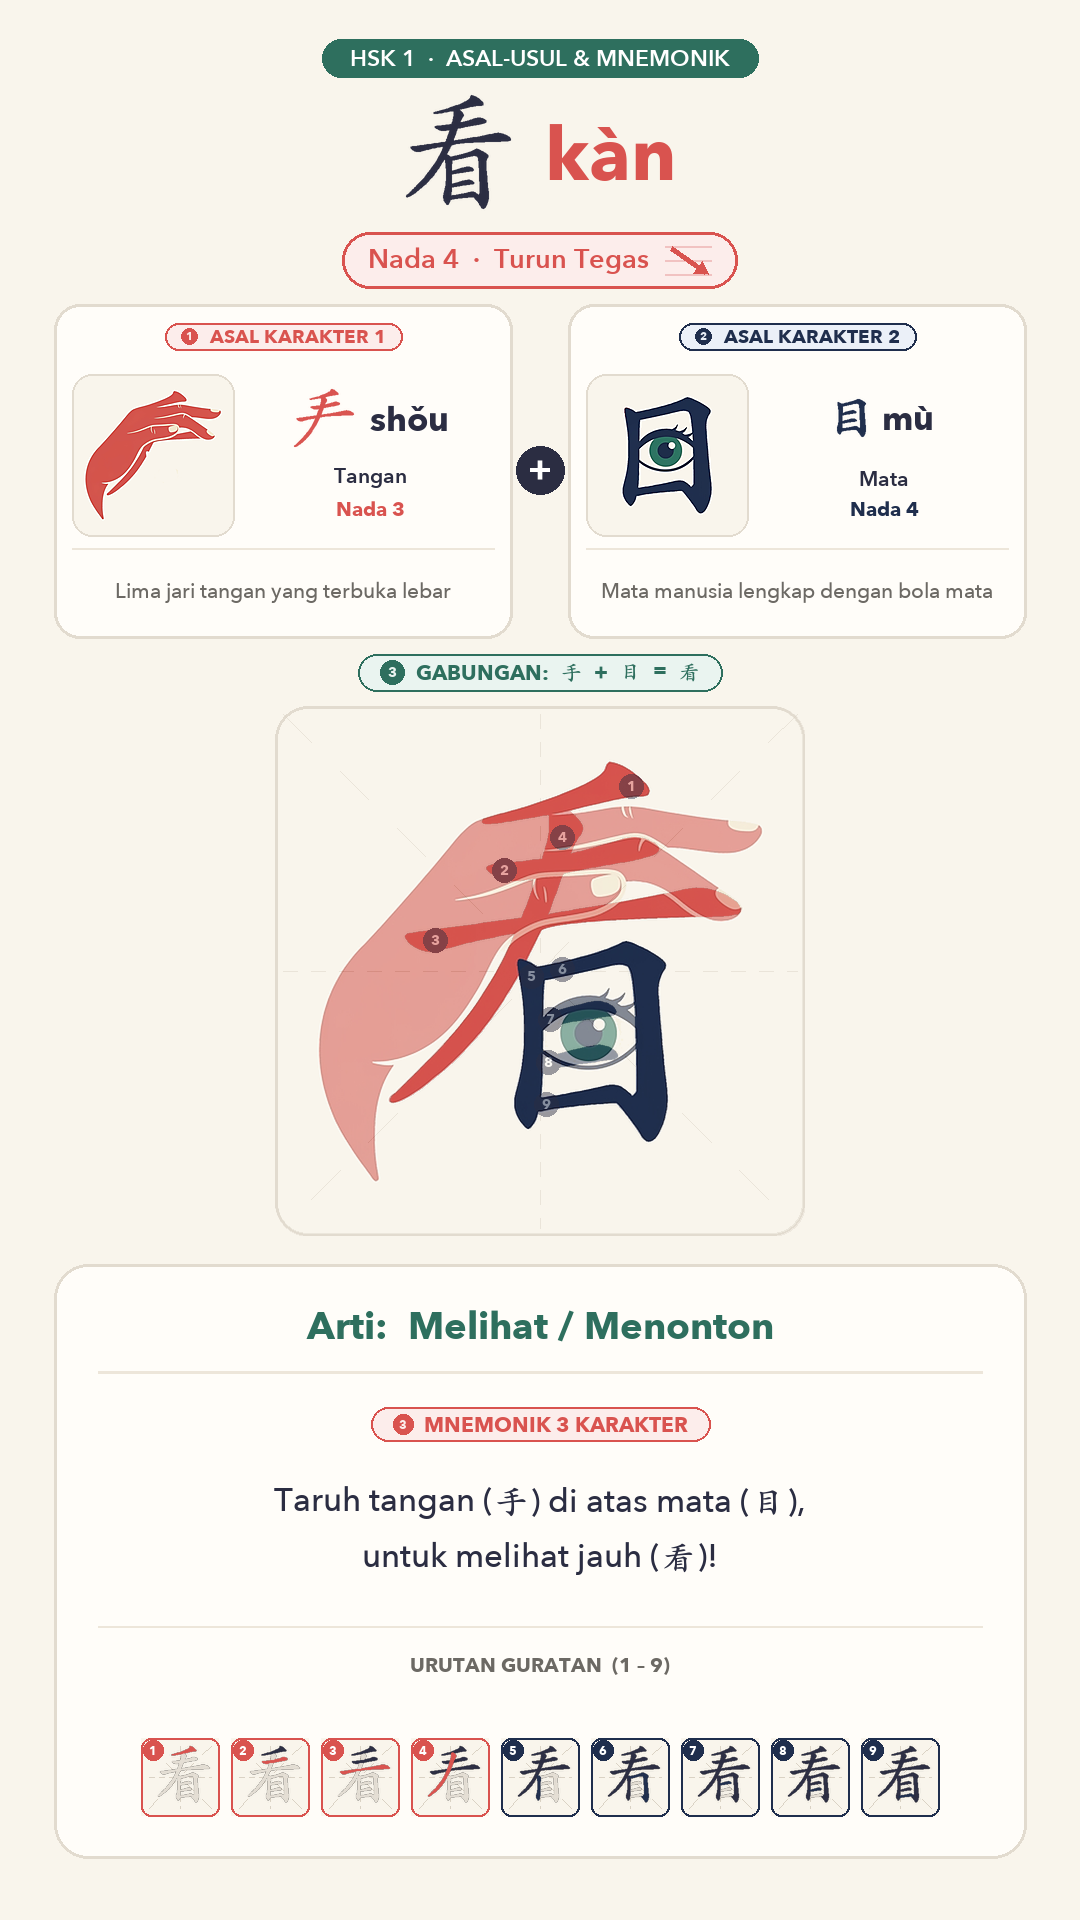 HSK 1 · ASAL-USUL & MNEMONIK
看 kàn
Nada 4 · Turun Tegas
1 ASAL KARAKTER 1
手 shǒu
Tangan
Nada 3
Lima jari tangan yang terbuka lebar
+
2 ASAL KARAKTER 2
目 mù
Mata
Nada 4
Mata manusia lengkap dengan bola mata
3 GABUNGAN: 手 + 目 = 看
1
4
2
3
5 6
7
8
9
Arti: Melihat / Menonton
3 MNEMONIK 3 KARAKTER
Taruh tangan (手) di atas mata (目),
untuk melihat jauh (看)!
URUTAN GURATAN (1 – 9)
1 看 2 看 3 看 4 看 5 看 6 看 7 看 8 看 9 看